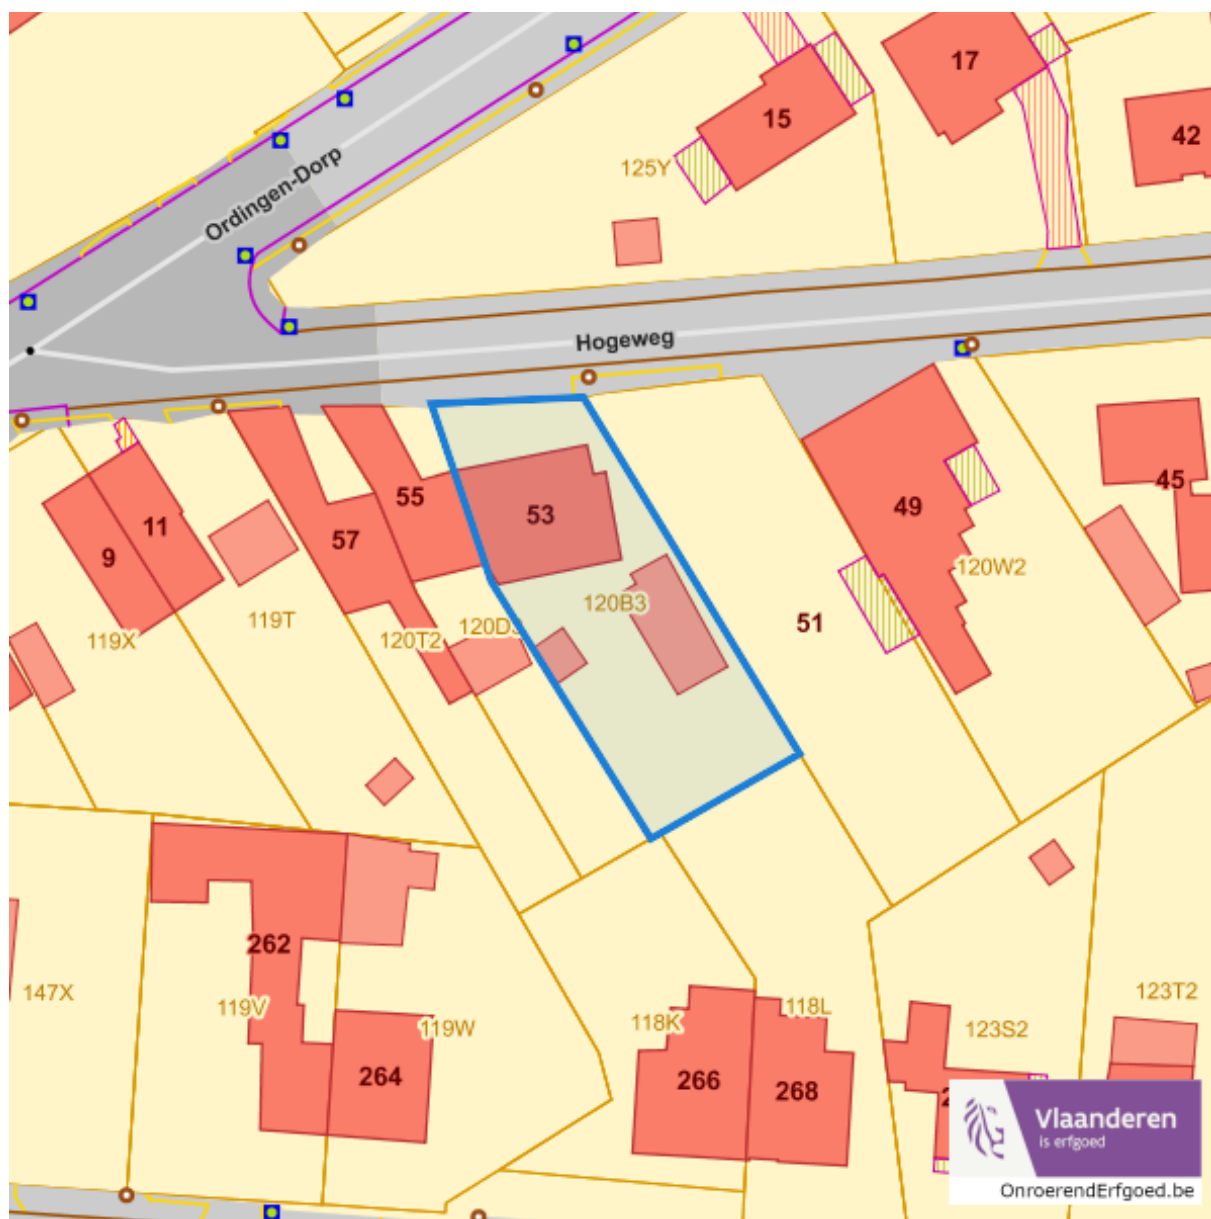 17
15
42
125Y
Ordingen-Dorp
Hogeweg
45
55
49
53
11
57
9
120W2
120B3
119T
51
120D3
119X
120T2
262
147X
123T2
119V
118L
118K
119W
123S2
264
266
268
Vlaanderen
is erfgoed
OnroerendErfgoed.be